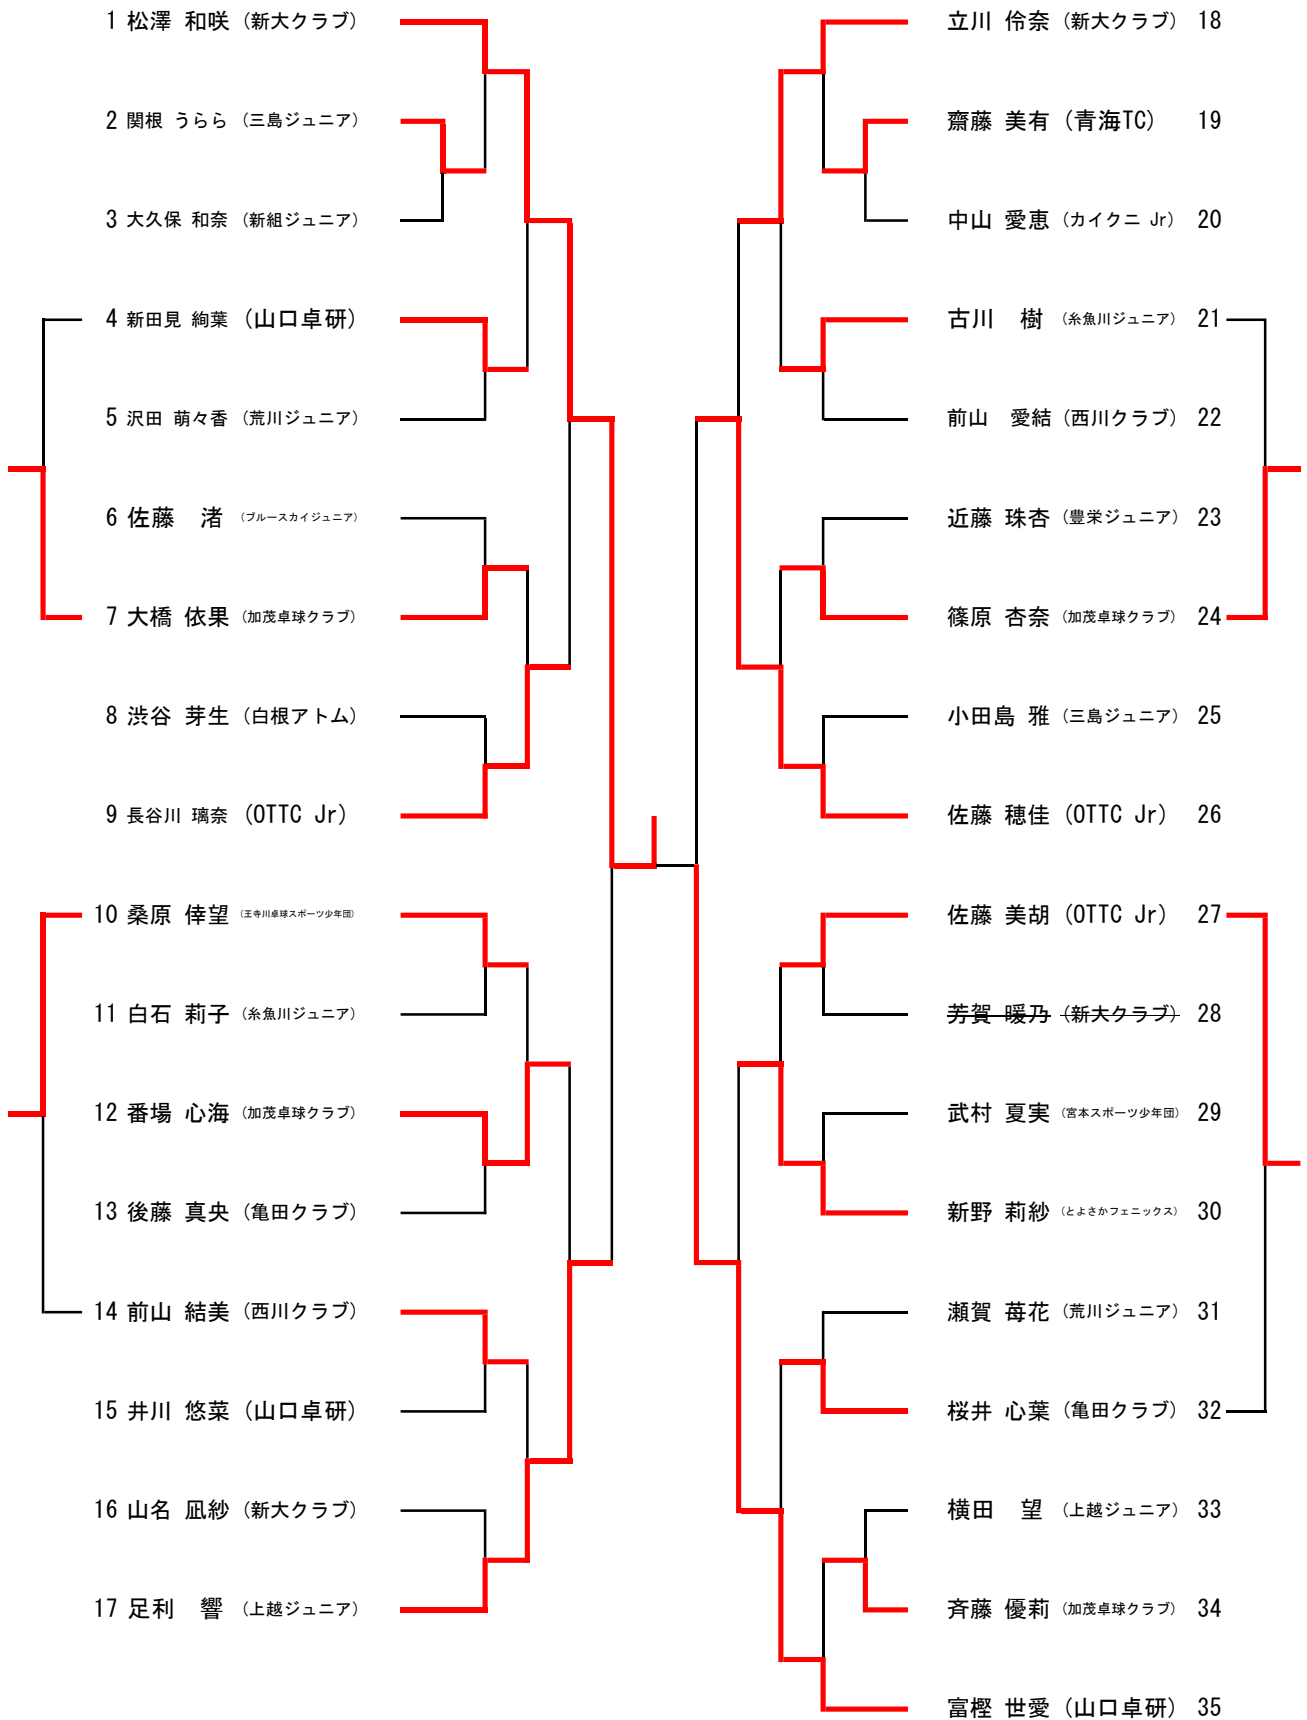 1 松澤 和咲 (新大クラブ)
2 関根 うらら (三島ジュニア)
3 大久保 和奈 (新組ジュニア)
4 新田見 絢葉 (山口卓研)
5 沢田 萌々香 (荒川ジュニア)
6 佐藤 渚 (ブルースカイジュニア)
7 大橋 依果 (加茂卓球クラブ)
8 渋谷 芽生 (白根アトム)
9 長谷川 璃奈 (OTTC Jr)
10 桑原 倖望 (王寺川卓球スポーツ少年団)
11 白石 莉子 (糸魚川ジュニア)
12 番場 心海 (加茂卓球クラブ)
13 後藤 真央 (亀田クラブ)
14 前山 結美 (西川クラブ)
15 井川 悠菜 (山口卓研)
16 山名 凪紗 (新大クラブ)
17 足利 響 (上越ジュニア)
立川 伶奈 (新大クラブ) 18
齋藤 美有 (青海TC) 19
中山 愛恵 (カイクニ Jr) 20
古川 樹 (糸魚川ジュニア) 21
前山 愛結 (西川クラブ) 22
近藤 珠杏 (豊栄ジュニア) 23
篠原 杏奈 (加茂卓球クラブ) 24
小田島 雅 (三島ジュニア) 25
佐藤 穂佳 (OTTC Jr) 26
佐藤 美胡 (OTTC Jr) 27
芳賀 暖乃 (新大クラブ) 28
武村 夏実 (宮本スポーツ少年団) 29
新野 莉紗 (とよさかフェニックス) 30
瀬賀 苺花 (荒川ジュニア) 31
桜井 心葉 (亀田クラブ) 32
横田 望 (上越ジュニア) 33
斉藤 優莉 (加茂卓球クラブ) 34
富樫 世愛 (山口卓研) 35